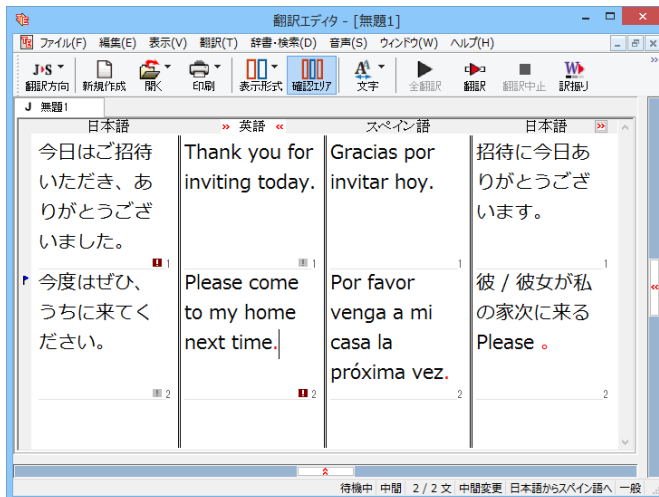 翻訳エディタ - [無題1]
ファイル(F) 編集(E) 表示(V) 翻訳(T) 辞書・検索(D) 音声(S) ウィンドウ(W) ヘルプ(H)
J▸S
翻訳方向 新規作成 開く 印刷 表示形式 確認エリア 文字 全翻訳 翻訳 翻訳中止 訳振り
J 無題1
日本語 » 英語 « スペイン語 日本語 »
今日はご招待
いただき、あ
りがとうござ
いました。
1
Thank you for
inviting today.
1
Gracias por
invitar hoy.
1
招待に今日あ
りがとうござ
います。
1
今度はぜひ、
うちに来てく
ださい。
2
Please come
to my home
next time.
2
Por favor
venga a mi
casa la
próxima vez.
2
彼 / 彼女が私
の家次に来る
Please 。
2
待機中 中間 2 / 2 文 中間変更 日本語からスペイン語へ 一般